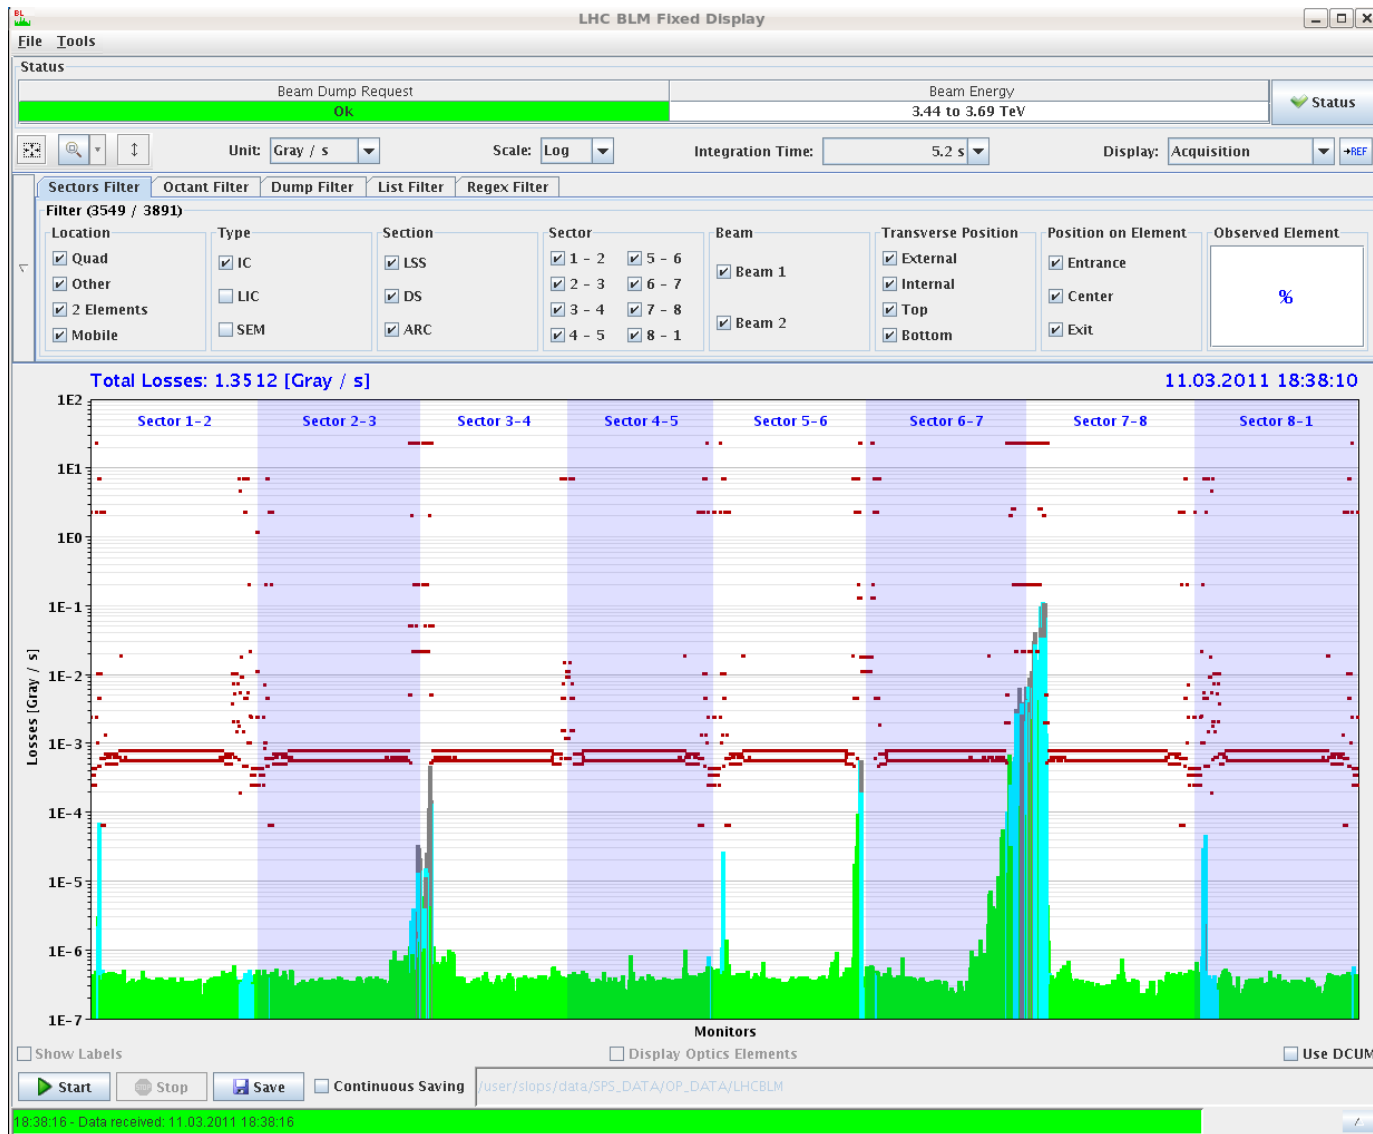 BL
LHC BLM Fixed Display
File Tools
Status
Beam Dump Request Beam Energy
Ok 3.44 to 3.69 TeV
Status
Unit: Gray / s Scale: Log Integration Time: 5.2 s Display: Acquisition →REF
Sectors Filter Octant Filter Dump Filter List Filter Regex Filter
Filter (3549 / 3891)
Location Type Section Sector Beam Transverse Position Position on Element Observed Element
Quad IC LSS 1 - 2 5 - 6 Beam 1 External Entrance
Other LIC DS 2 - 3 6 - 7 Internal Center %
2 Elements SEM ARC 3 - 4 7 - 8 Beam 2 Top Exit
Mobile 4 - 5 8 - 1 Bottom
Total Losses: 1.3512 [Gray / s] 11.03.2011 18:38:10
1E2
Sector 1-2 Sector 2-3 Sector 3-4 Sector 4-5 Sector 5-6 Sector 6-7 Sector 7-8 Sector 8-1
1E1
1E0
1E-1
1E-2
1E-3
1E-4
1E-5
1E-6
1E-7
Losses [Gray / s]
Monitors
Show Labels Display Optics Elements Use DCUM
Start Stop Save Continuous Saving /user/slops/data/SPS_DATA/OP_DATA/LHCBLM
18:38:16 - Data received: 11.03.2011 18:38:16